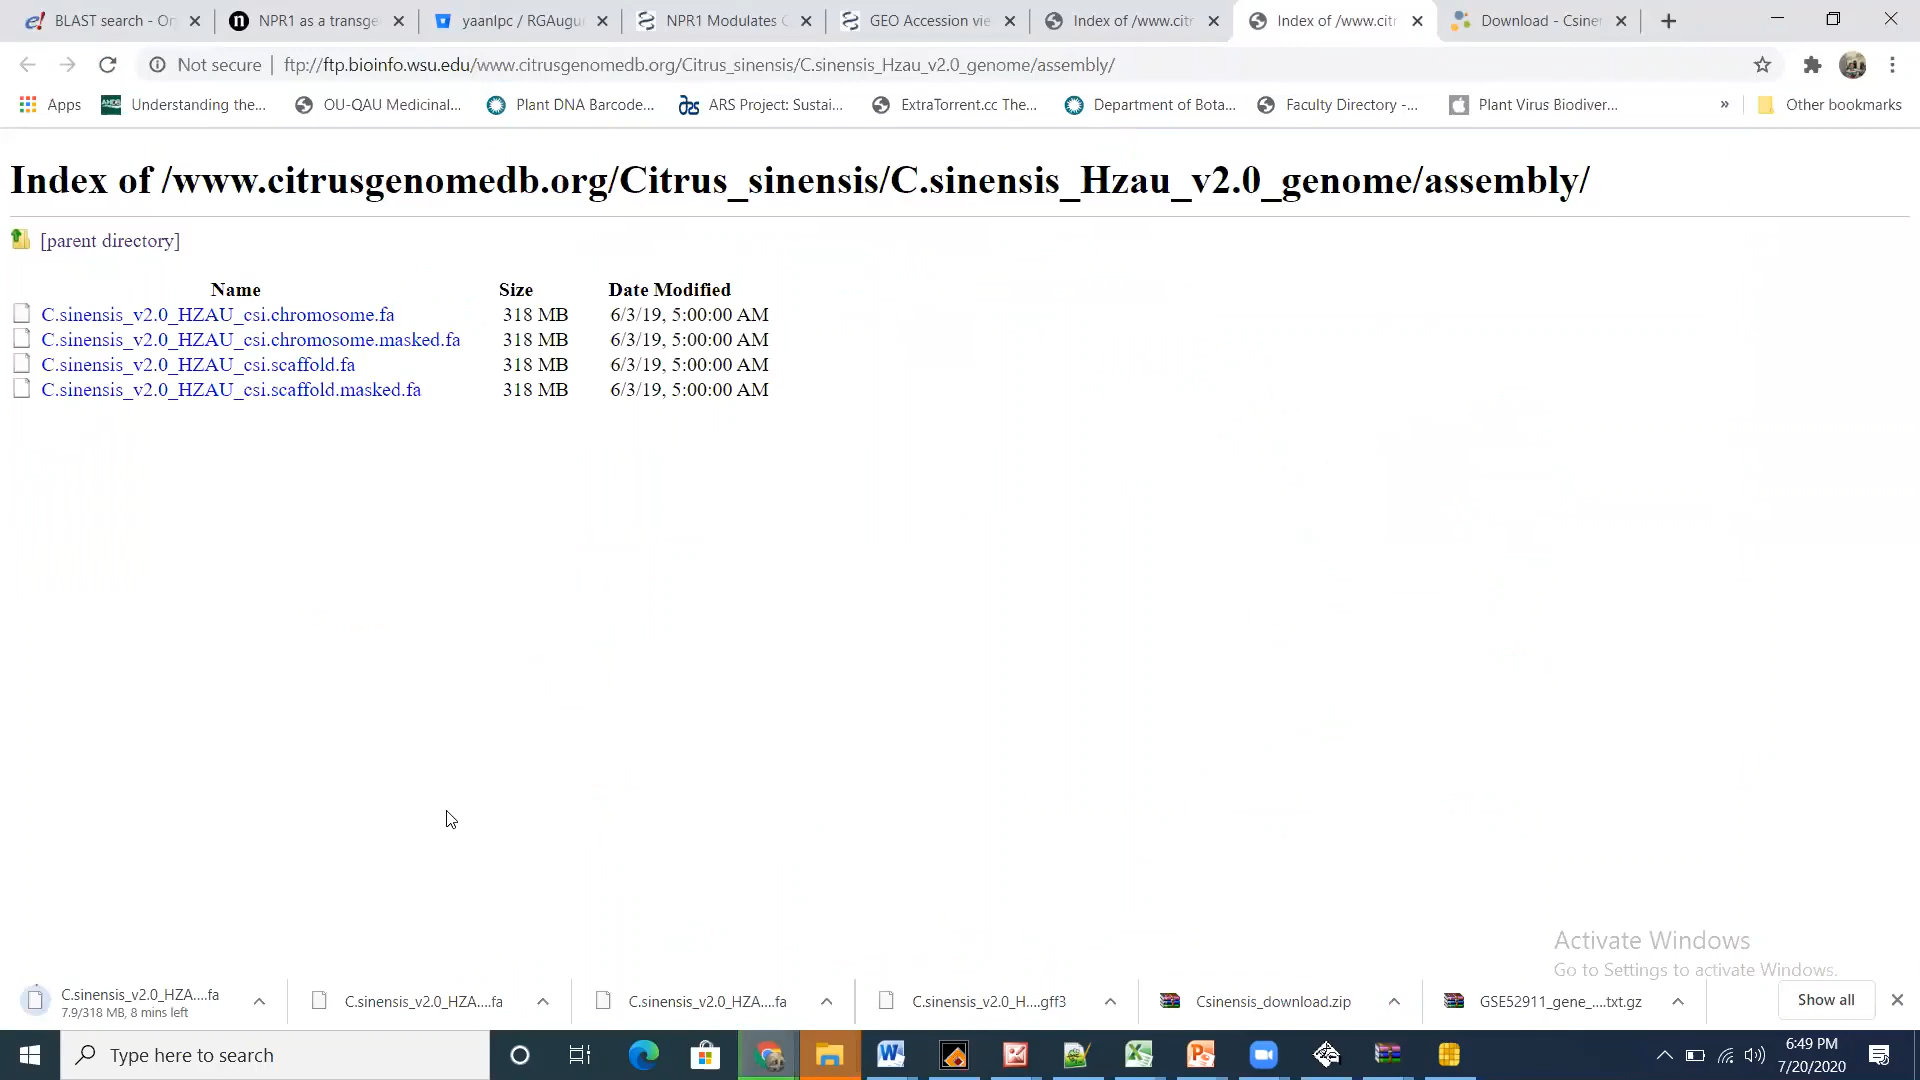 BLAST search - On
NPR1 as a transge
yaanlpc / RGAugu
NPR1 Modulates C
GEO Accession vie
Index of /www.citr
Index of /www.citr
Download - Csiner
Not secure
ftp://ftp.bioinfo.wsu.edu/www.citrusgenomedb.org/Citrus_sinensis/C.sinensis_Hzau_v2.0_genome/assembly/
Apps
AHDB
Understanding the...
OU-QAU Medicinal...
Plant DNA Barcode...
ARS Project: Sustai...
ExtraTorrent.cc The...
Department of Bota...
Faculty Directory -...
Plant Virus Biodiver...
»
Other bookmarks
Index of /www.citrusgenomedb.org/Citrus_sinensis/C.sinensis_Hzau_v2.0_genome/assembly/
[parent directory]
Name Size Date Modified
C.sinensis_v2.0_HZAU_csi.chromosome.fa 318 MB 6/3/19, 5:00:00 AM
C.sinensis_v2.0_HZAU_csi.chromosome.masked.fa 318 MB 6/3/19, 5:00:00 AM
C.sinensis_v2.0_HZAU_csi.scaffold.fa 318 MB 6/3/19, 5:00:00 AM
C.sinensis_v2.0_HZAU_csi.scaffold.masked.fa 318 MB 6/3/19, 5:00:00 AM
Activate Windows
Go to Settings to activate Windows.
C.sinensis_v2.0_HZA....fa
7.9/318 MB, 8 mins left
C.sinensis_v2.0_HZA....fa
C.sinensis_v2.0_HZA....fa
C.sinensis_v2.0_H....gff3
Csinensis_download.zip
GSE52911_gene_....txt.gz
Show all
Type here to search
6:49 PM
7/20/2020